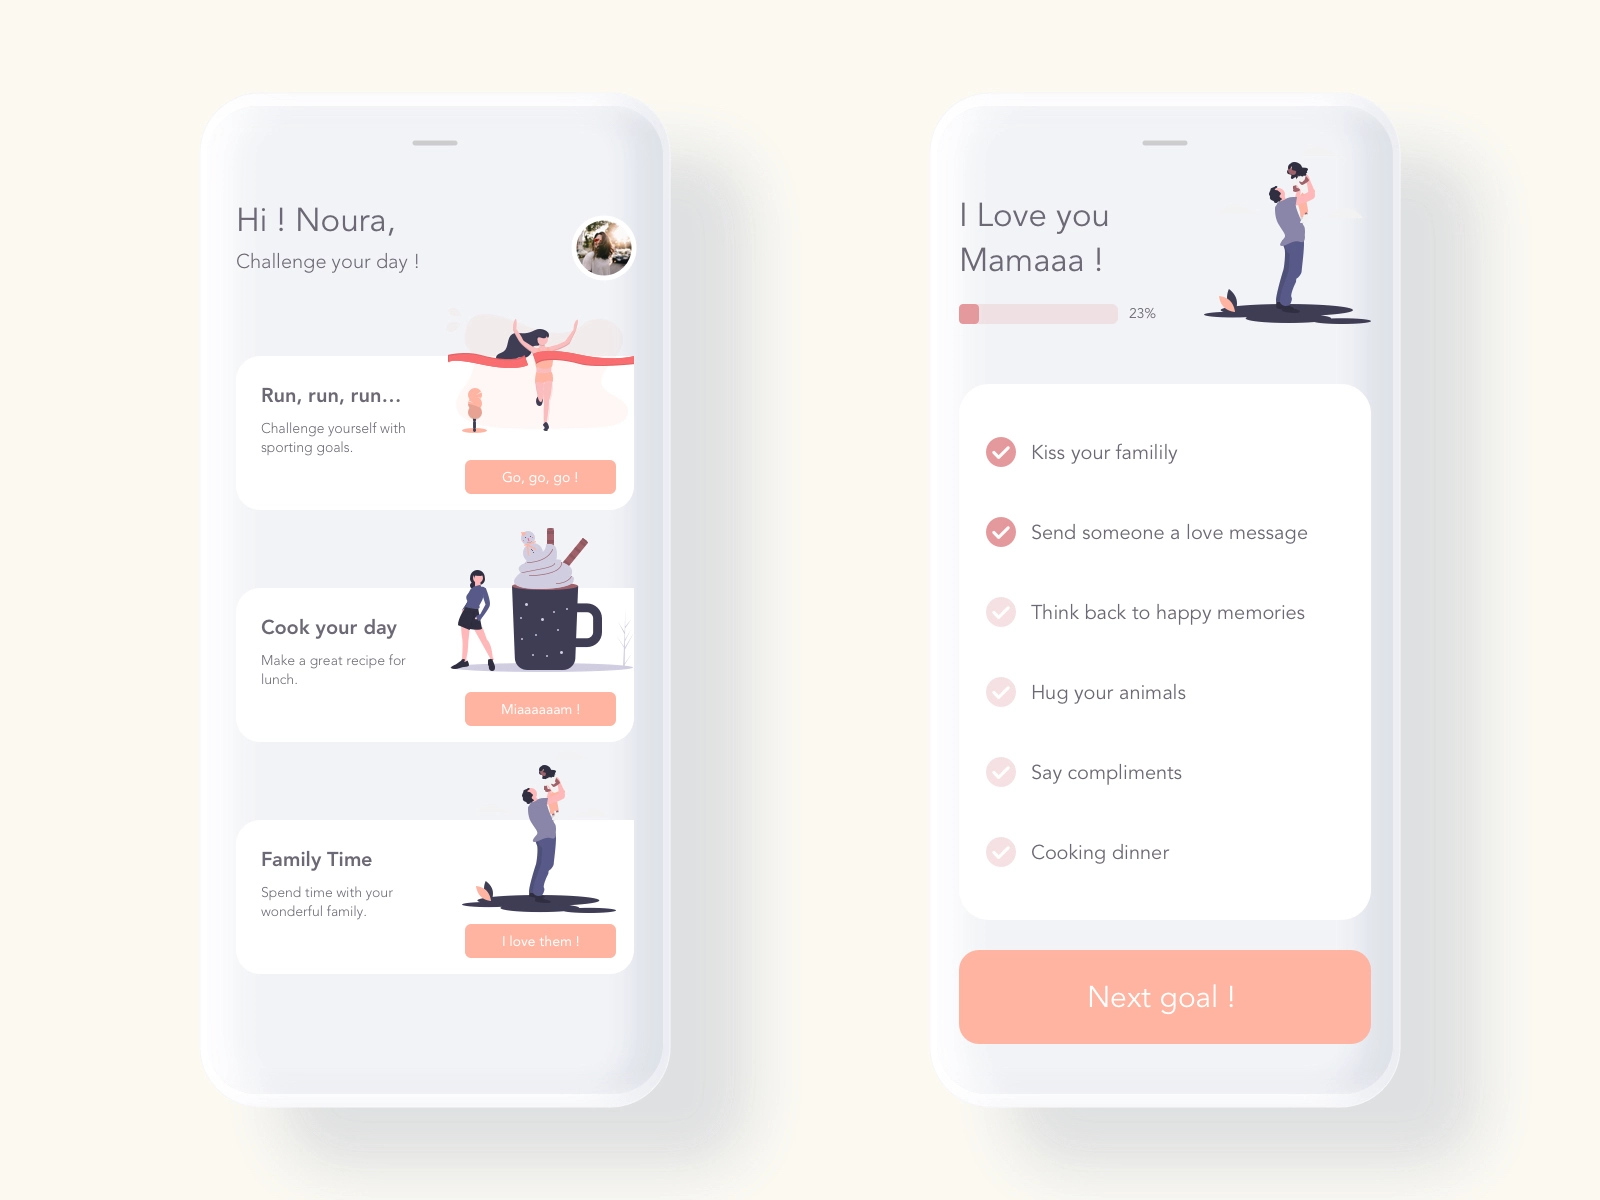 Hi ! Noura,
Challenge your day !
Run, run, run...
Challenge yourself with
sporting goals.
Go, go, go !
Cook your day
Make a great recipe for
lunch.
Miaaaaaam !
Family Time
Spend time with your
wonderful family.
I love them !
I Love you
Mamaaa !
23%
Kiss your familily
Send someone a love message
Think back to happy memories
Hug your animals
Say compliments
Cooking dinner
Next goal !